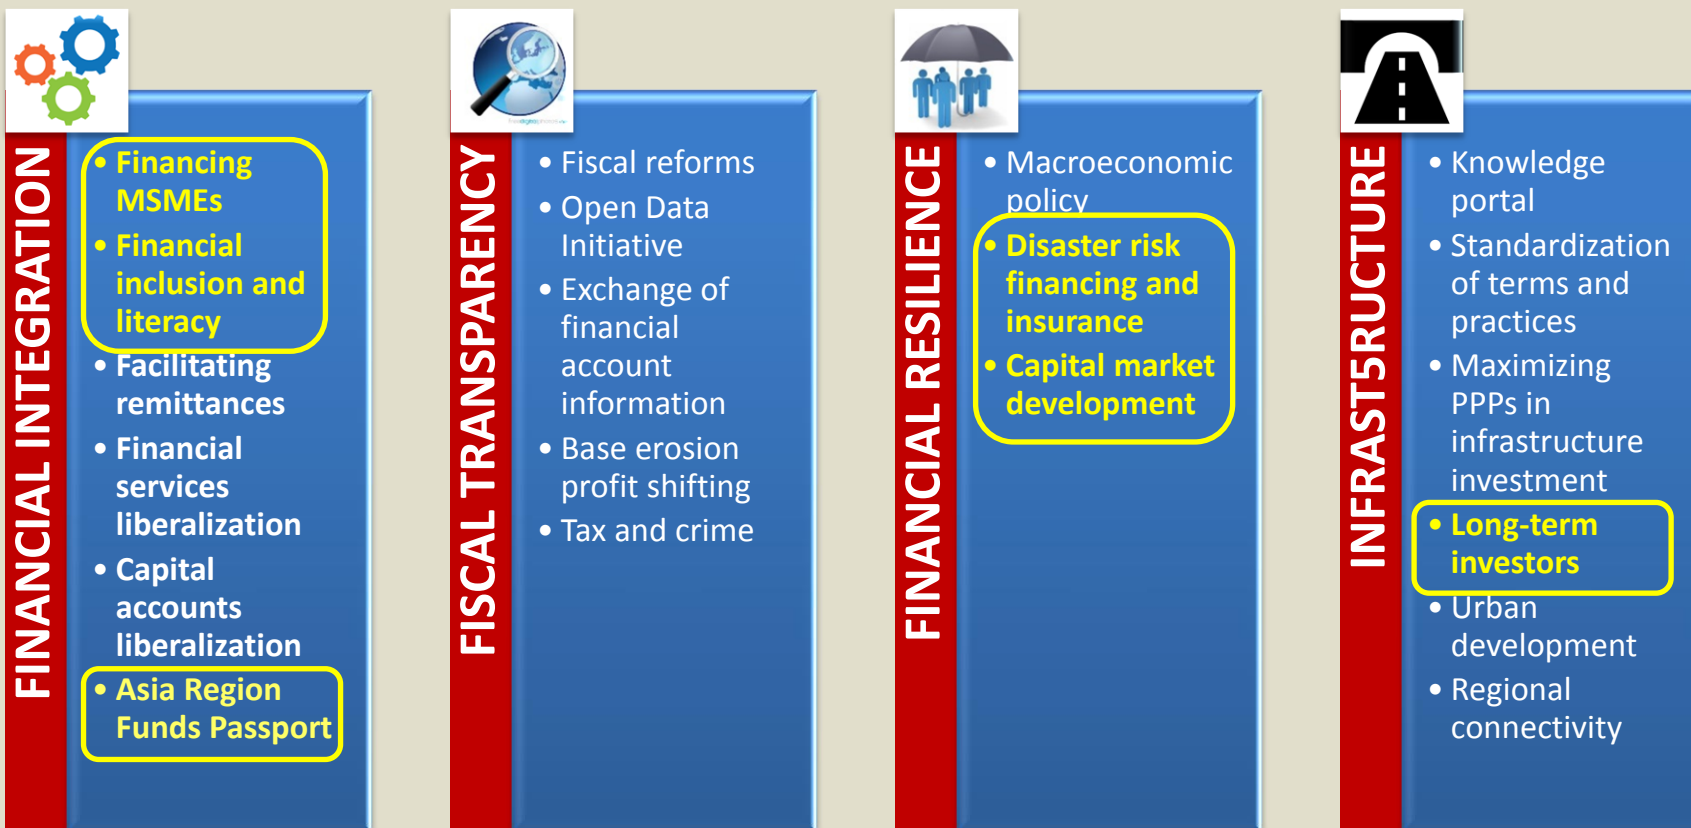 FINANCIAL INTEGRATION
• Financing
MSMEs
• Financial
inclusion and
literacy
• Facilitating
remittances
• Financial
services
liberalization
• Capital
accounts
liberalization
• Asia Region
Funds Passport
FISCAL TRANSPARENCY
• Fiscal reforms
• Open Data
Initiative
• Exchange of
financial
account
information
• Base erosion
profit shifting
• Tax and crime
FINANCIAL RESILIENCE
• Macroeconomic
policy
• Disaster risk
financing and
insurance
• Capital market
development
INFRAST5RUCTURE
• Knowledge
portal
• Standardization
of terms and
practices
• Maximizing
PPPs in
infrastructure
investment
• Long-term
investors
• Urban
development
• Regional
connectivity